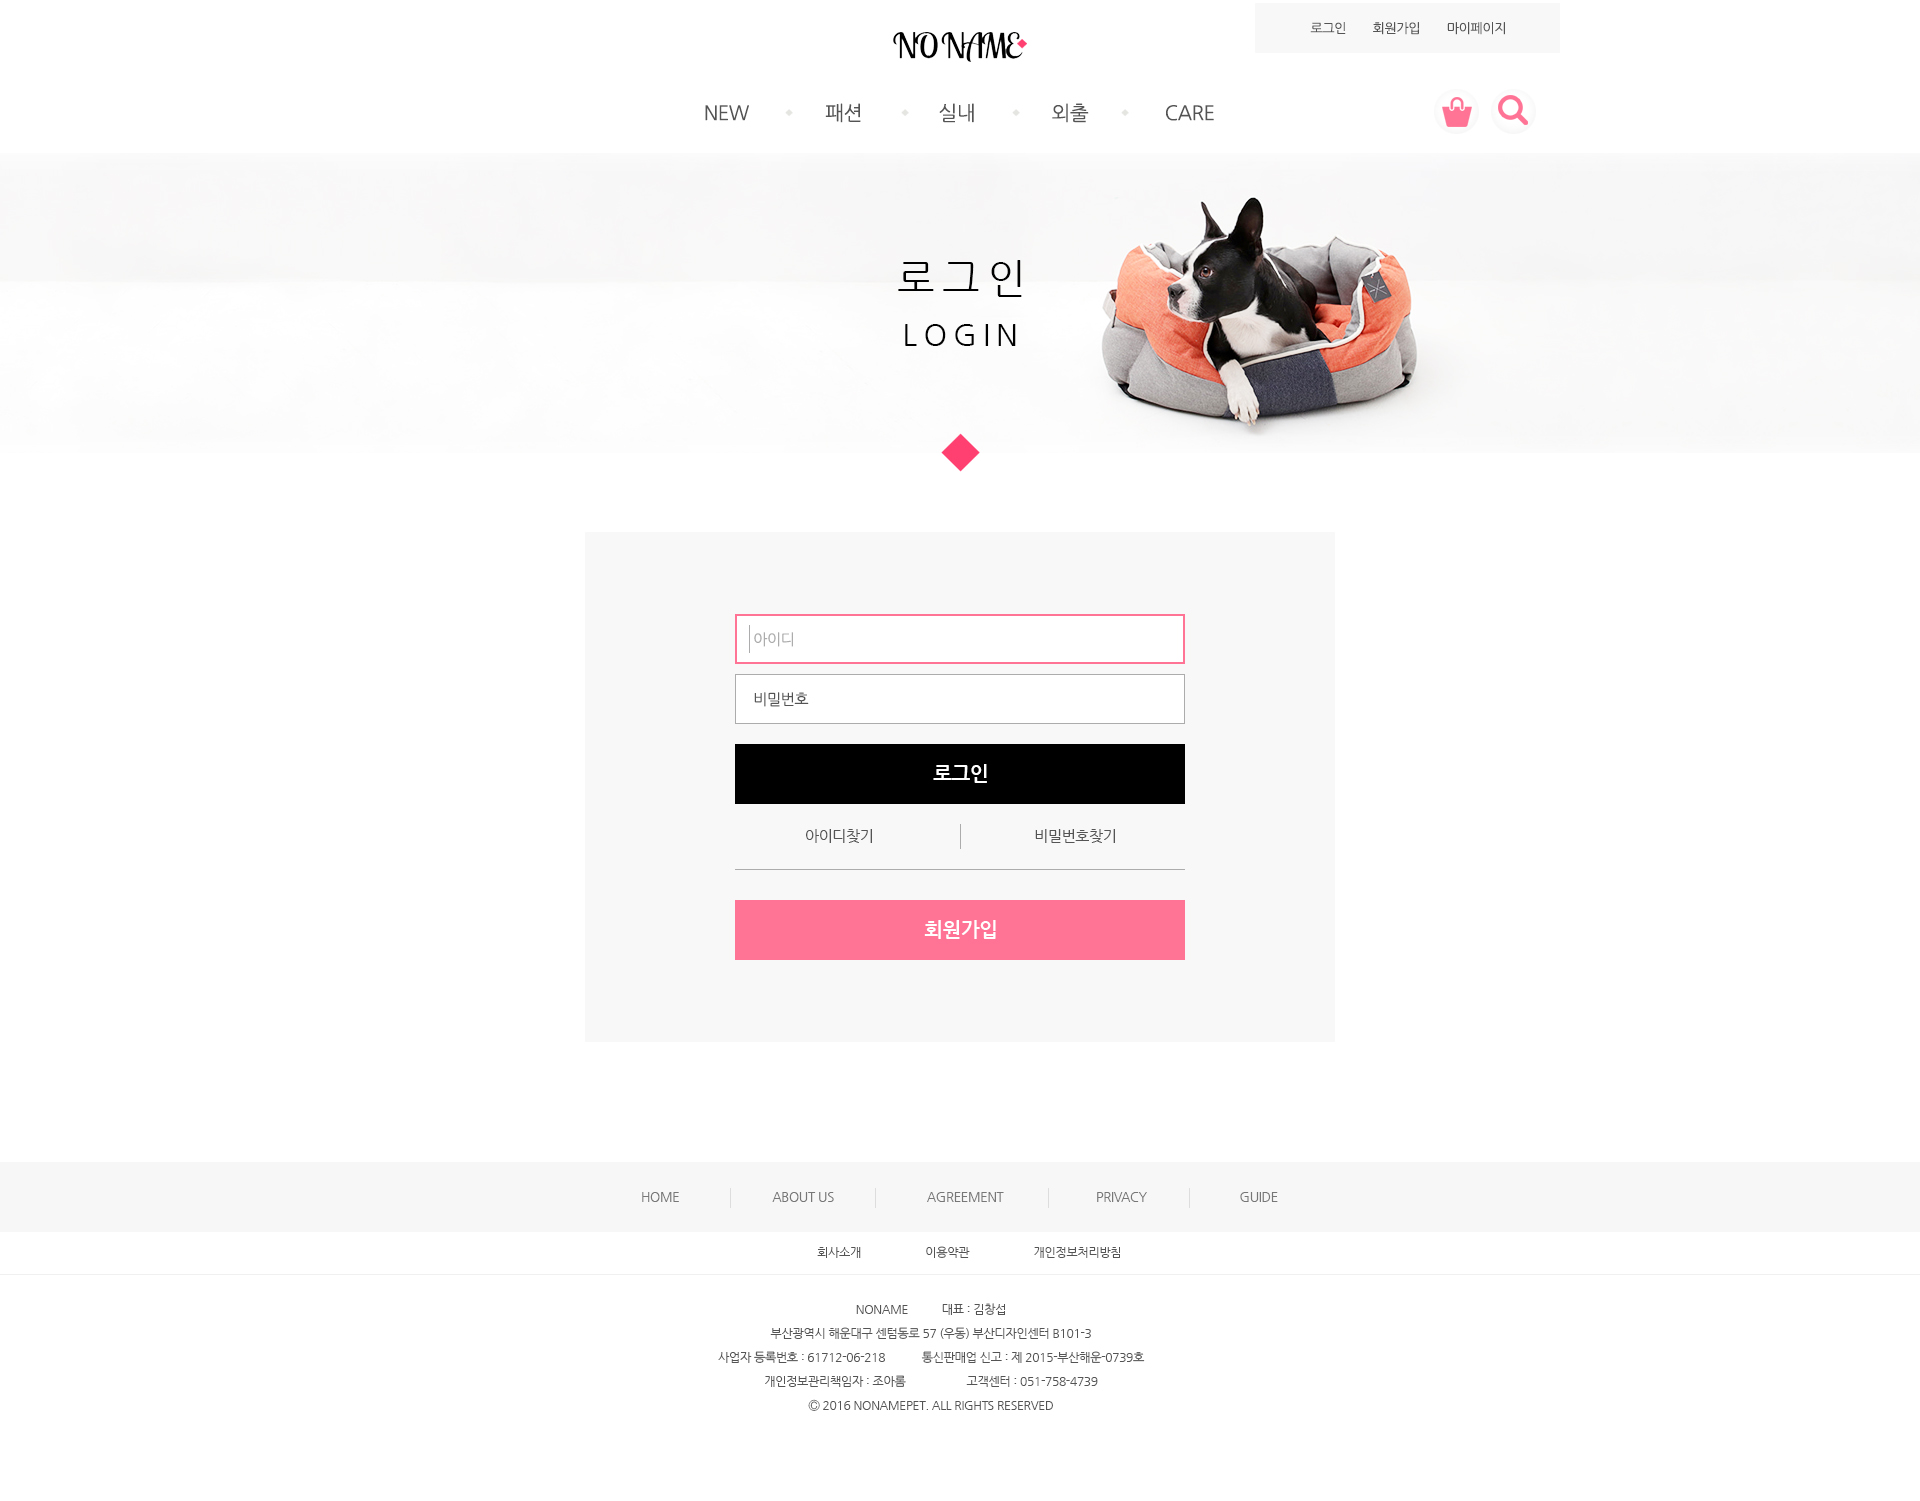 로그인 회원가입 마이페이지
NO NAME
NEW 패션 실내 외출 CARE
로그인
LOGIN
아이디
비밀번호
로그인
아이디찾기 비밀번호찾기
회원가입
HOME ABOUT US AGREEMENT PRIVACY GUIDE
회사소개 이용약관 개인정보처리방침
NONAME 대표 : 김창섭
부산광역시 해운대구 센텀동로 57 (우동) 부산디자인센터 B101-3
사업자 등록번호 : 61712-06-218 통신판매업 신고 : 제 2015-부산해운-0739호
개인정보관리책임자 : 조아롬 고객센터 : 051-758-4739
© 2016 NONAMEPET. ALL RIGHTS RESERVED